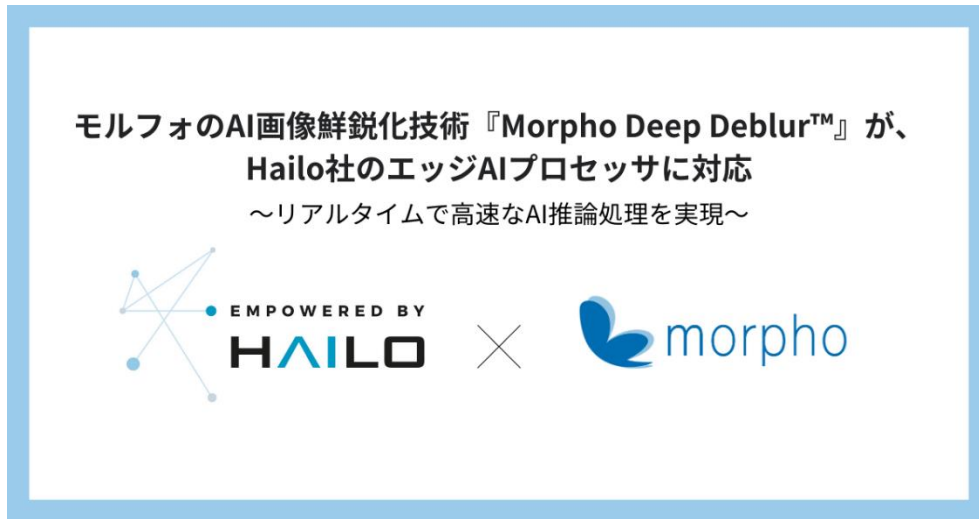 モルフォのAI画像鮮鋭化技術『Morpho Deep Deblur™』が、
Hailo社のエッジAIプロセッサに対応
～リアルタイムで高速なAI推論処理を実現～
EMPOWERED BY
HAILO
morpho